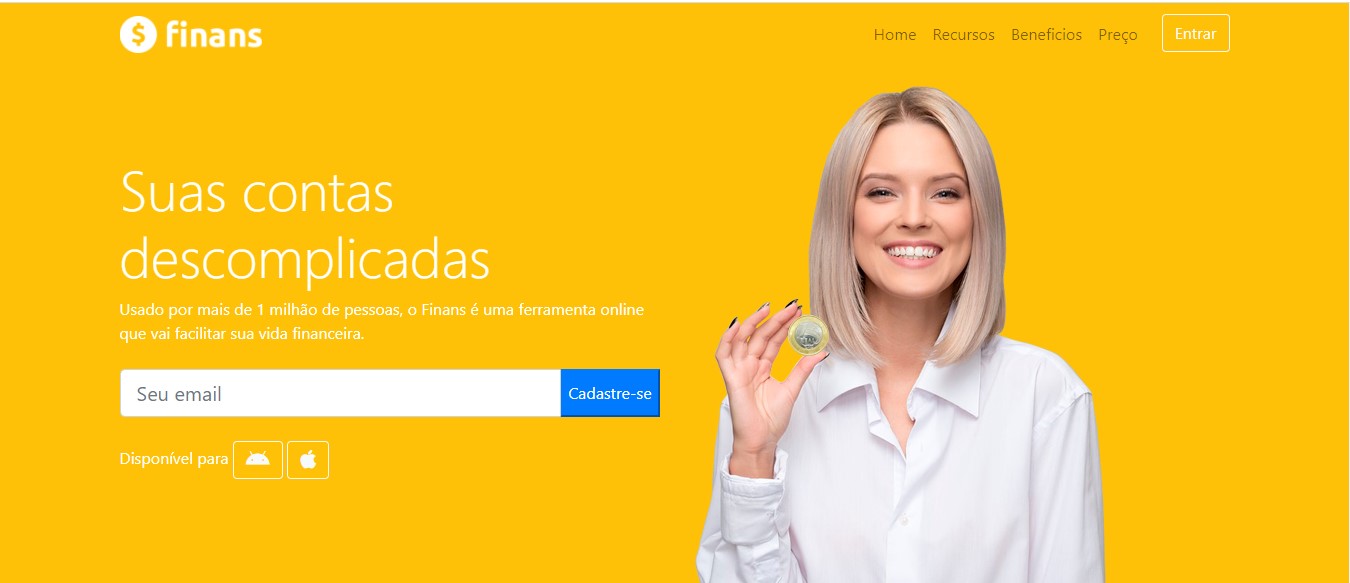 finans
Home Recursos Benefícios Preço Entrar
Suas contas
descomplicadas
Usado por mais de 1 milhão de pessoas, o Finans é uma ferramenta online
que vai facilitar sua vida financeira.
Seu email Cadastre-se
Disponível para